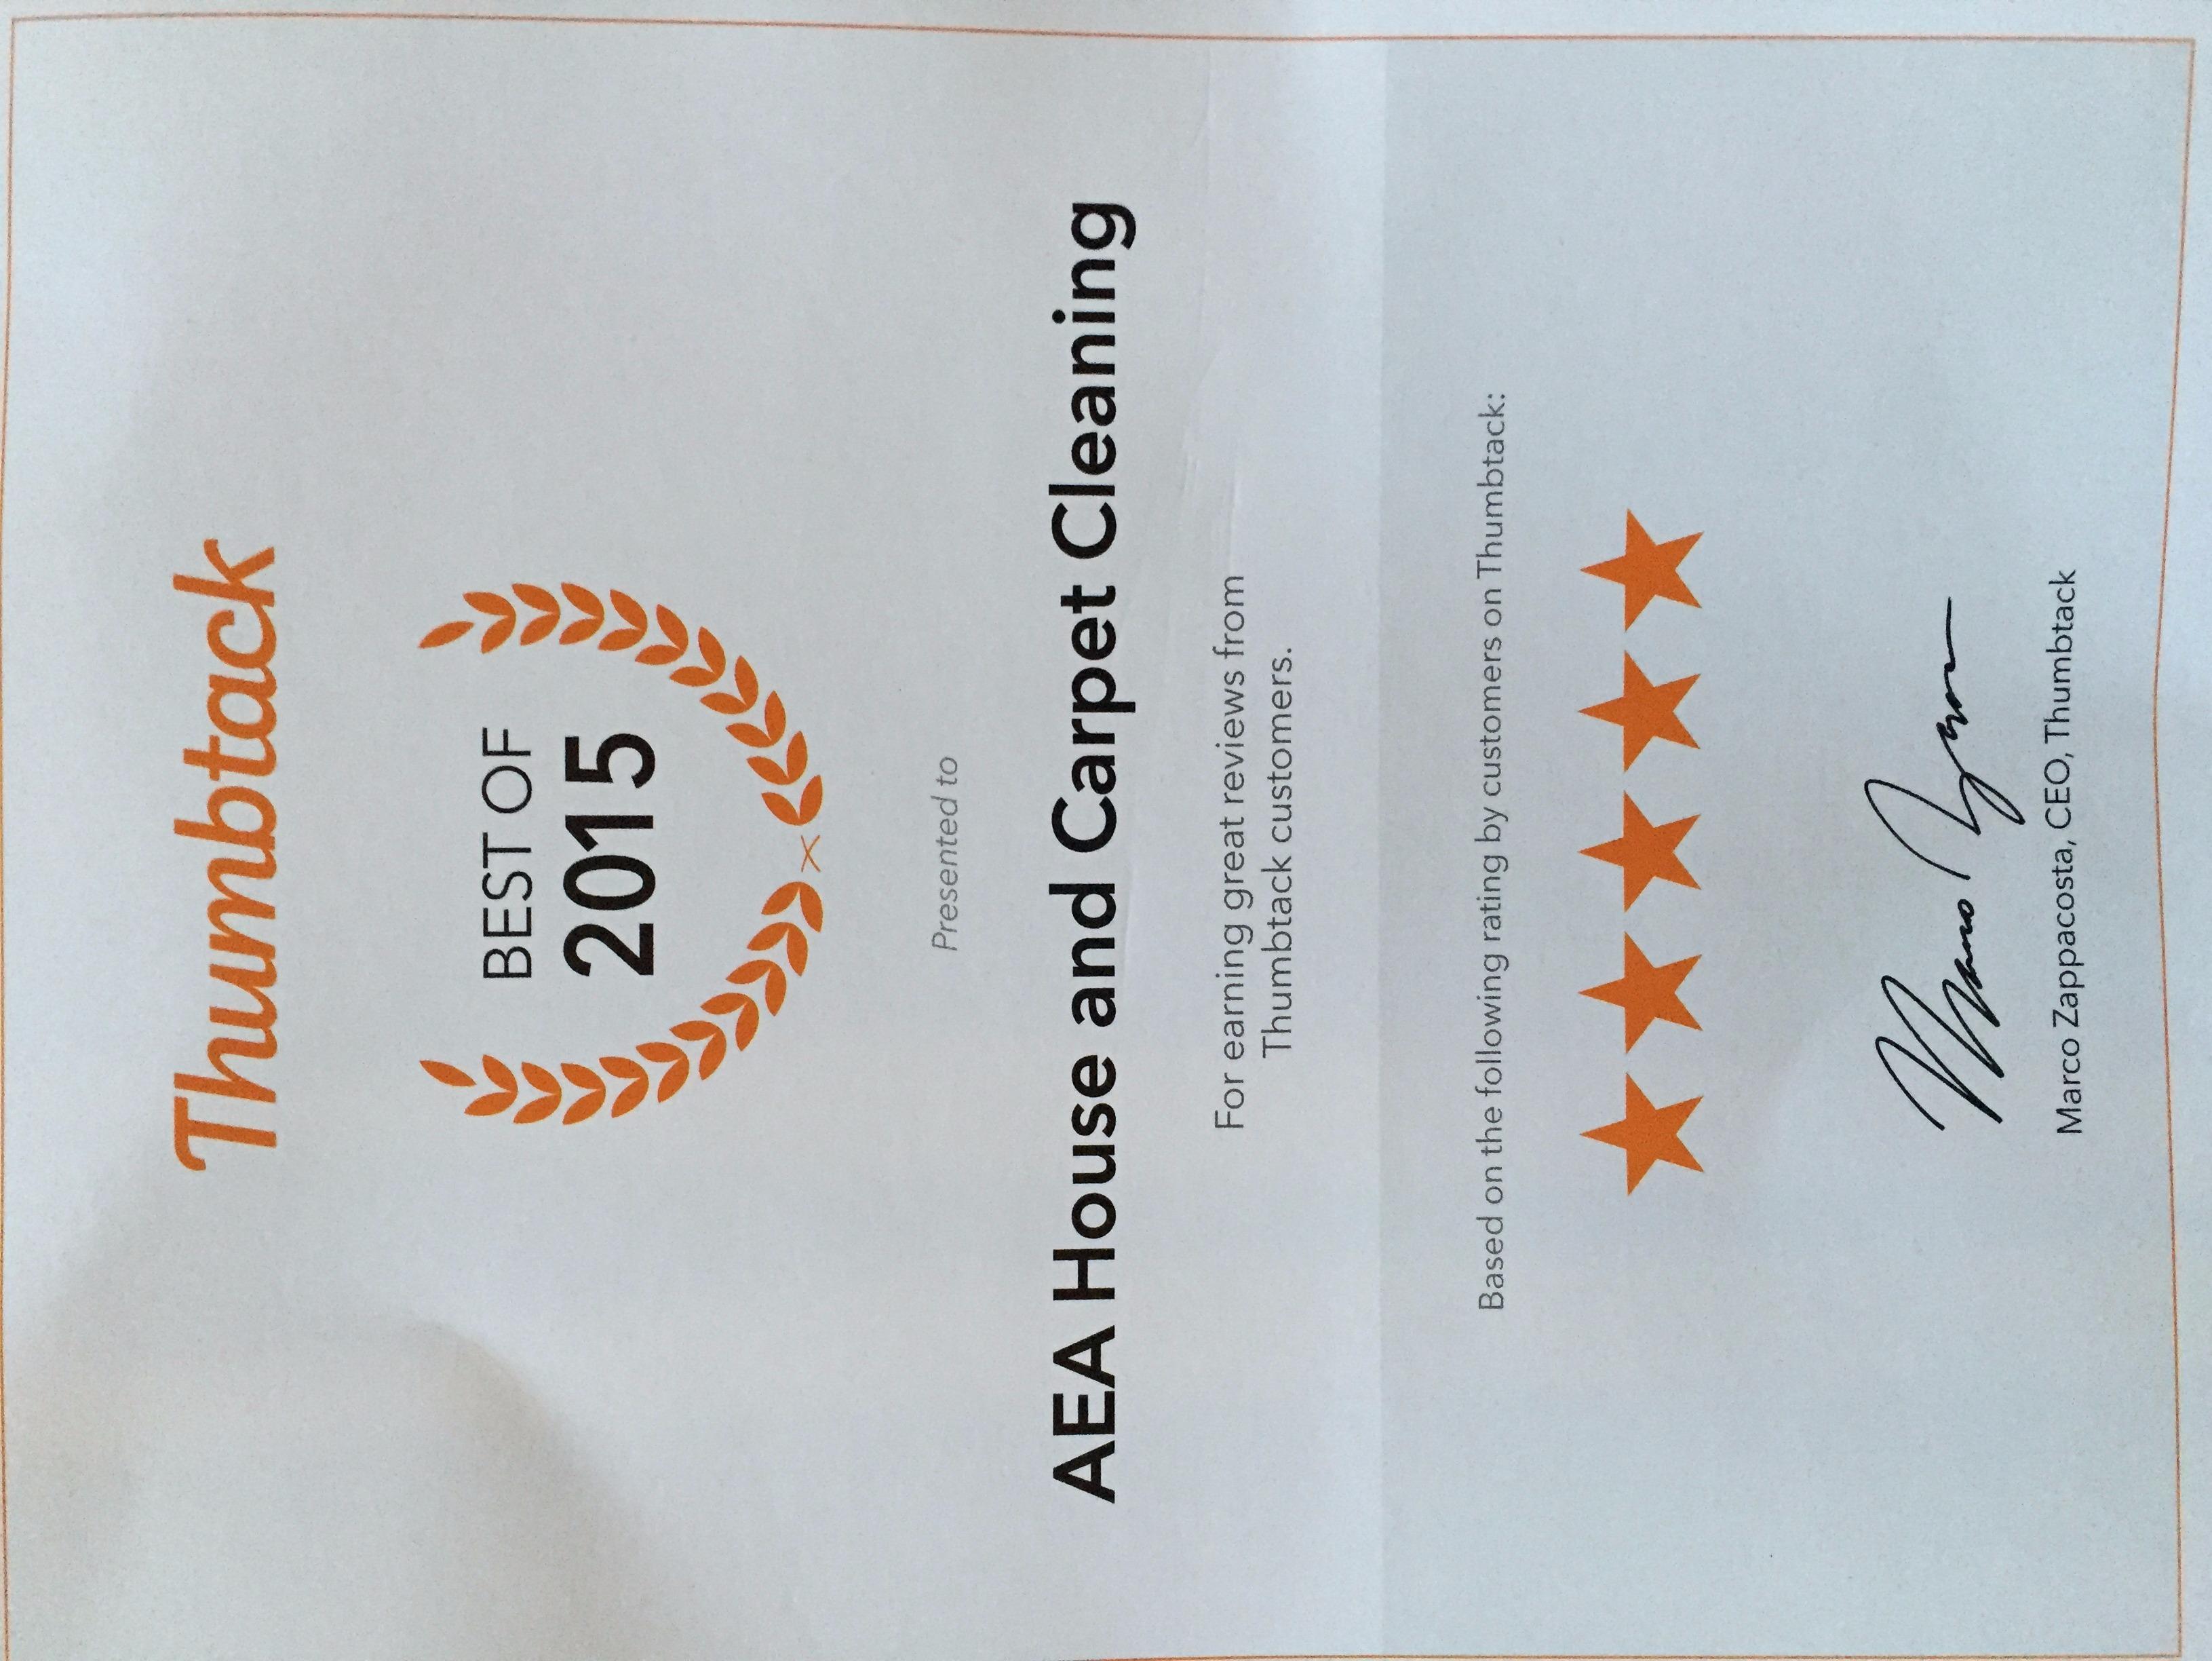 Thumbtack
BEST OF
2015
Presented to
AEA House and Carpet Cleaning
For earning great reviews from
Thumbtack customers.
Based on the following rating by customers on Thumbtack:
Marco Zappacosta, CEO, Thumbtack